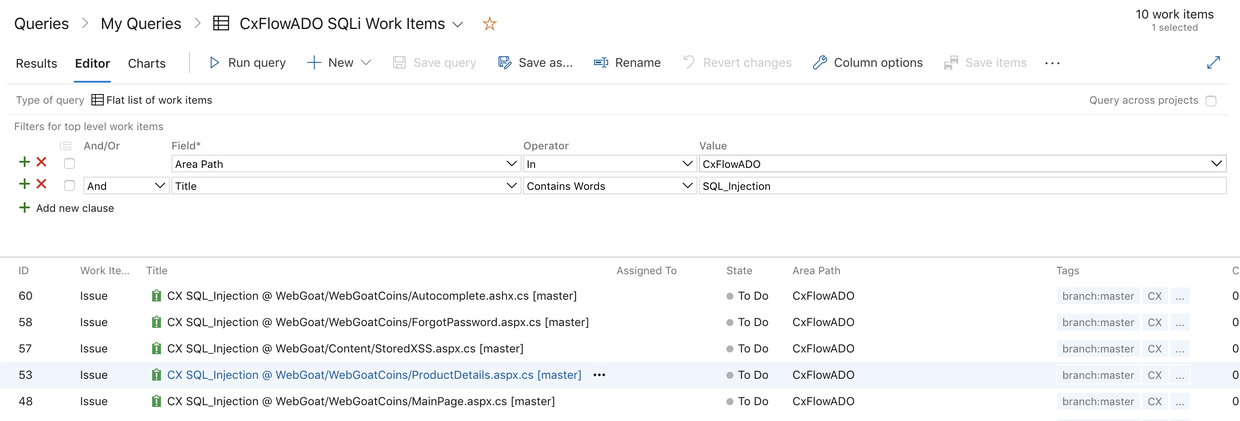 Queries > My Queries > CxFlowADO SQLi Work Items
10 work items
1 selected
Results Editor Charts Run query New Save query Save as... Rename Revert changes Column options Save items ...
Type of query Flat list of work items Query across projects
Filters for top level work items
And/Or Field* Operator Value
Area Path In CxFlowADO
And Title Contains Words SQL_Injection
Add new clause
ID Work Ite... Title Assigned To State Area Path Tags C
60 Issue CX SQL_Injection @ WebGoat/WebGoatCoins/Autocomplete.ashx.cs [master] To Do CxFlowADO branch:master CX ... 0
58 Issue CX SQL_Injection @ WebGoat/WebGoatCoins/ForgotPassword.aspx.cs [master] To Do CxFlowADO branch:master CX ... 0
57 Issue CX SQL_Injection @ WebGoat/Content/StoredXSS.aspx.cs [master] To Do CxFlowADO branch:master CX ... 0
53 Issue CX SQL_Injection @ WebGoat/WebGoatCoins/ProductDetails.aspx.cs [master] ... To Do CxFlowADO branch:master CX ... 0
48 Issue CX SQL_Injection @ WebGoat/WebGoatCoins/MainPage.aspx.cs [master] To Do CxFlowADO branch:master CX ... 0